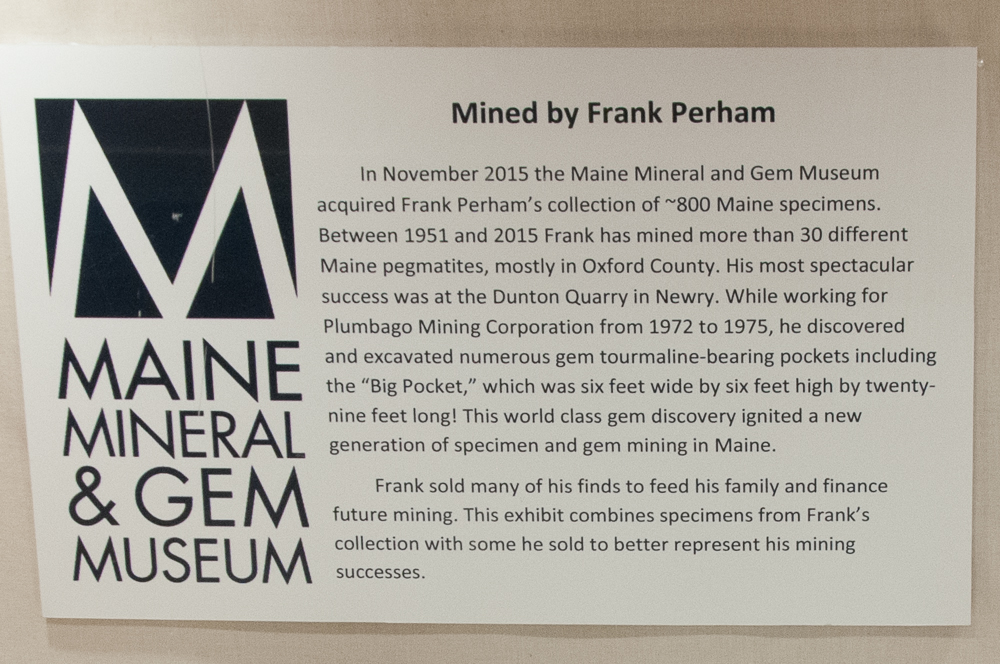 Mined by Frank Perham
In November 2015 the Maine Mineral and Gem Museum
acquired Frank Perham's collection of ~800 Maine specimens.
Between 1951 and 2015 Frank has mined more than 30 different
Maine pegmatites, mostly in Oxford County. His most spectacular
success was at the Dunton Quarry in Newry. While working for
Plumbago Mining Corporation from 1972 to 1975, he discovered
and excavated numerous gem tourmaline-bearing pockets including
the “Big Pocket,” which was six feet wide by six feet high by twenty-
nine feet long! This world class gem discovery ignited a new
generation of specimen and gem mining in Maine.
Frank sold many of his finds to feed his family and finance
future mining. This exhibit combines specimens from Frank's
collection with some he sold to better represent his mining
successes.
M
MAINE
MINERAL
& GEM
MUSEUM